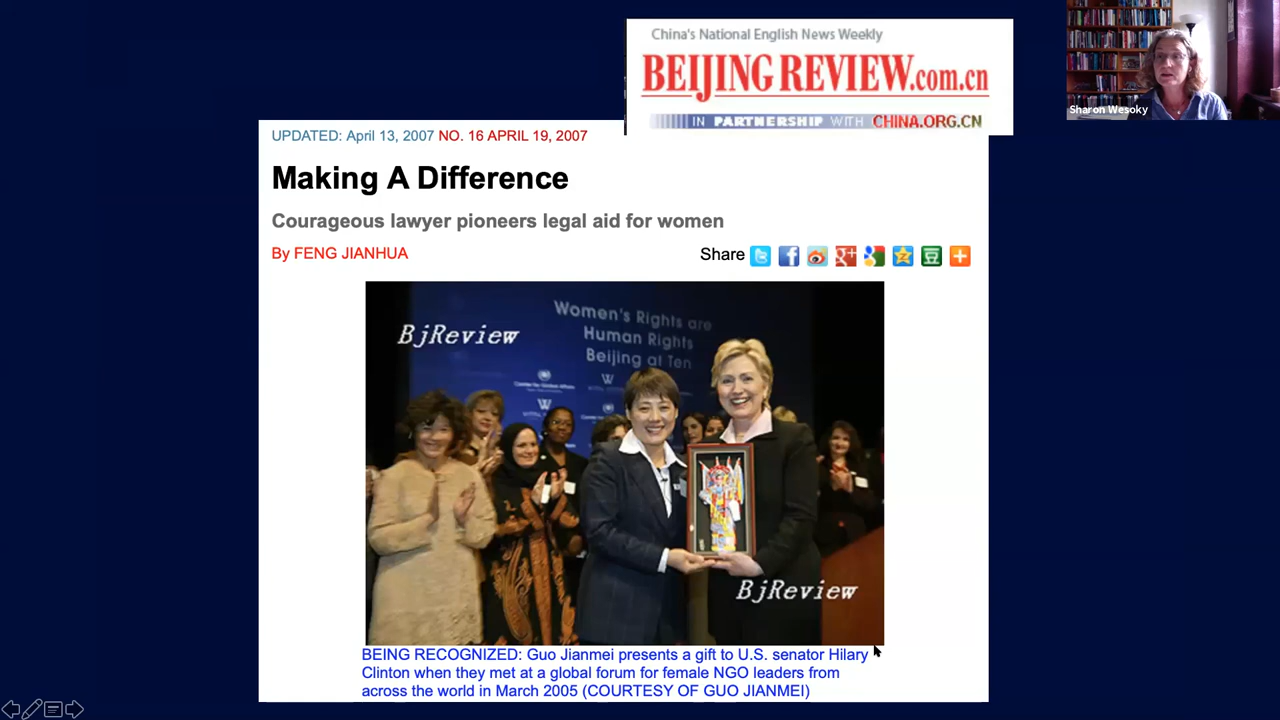 China's National English News Weekly
BEIJING REVIEW.com.cn
IN PARTNERSHIP WITH CHINA.ORG.CN
Sharon Wesoky
UPDATED: April 13, 2007 NO. 16 APRIL 19, 2007
Making A Difference
Courageous lawyer pioneers legal aid for women
By FENG JIANHUA
Share
BjReview
Women's Rights are
Human Rights
Beijing at Ten
BjReview
BEING RECOGNIZED: Guo Jianmei presents a gift to U.S. senator Hilary
Clinton when they met at a global forum for female NGO leaders from
across the world in March 2005 (COURTESY OF GUO JIANMEI)